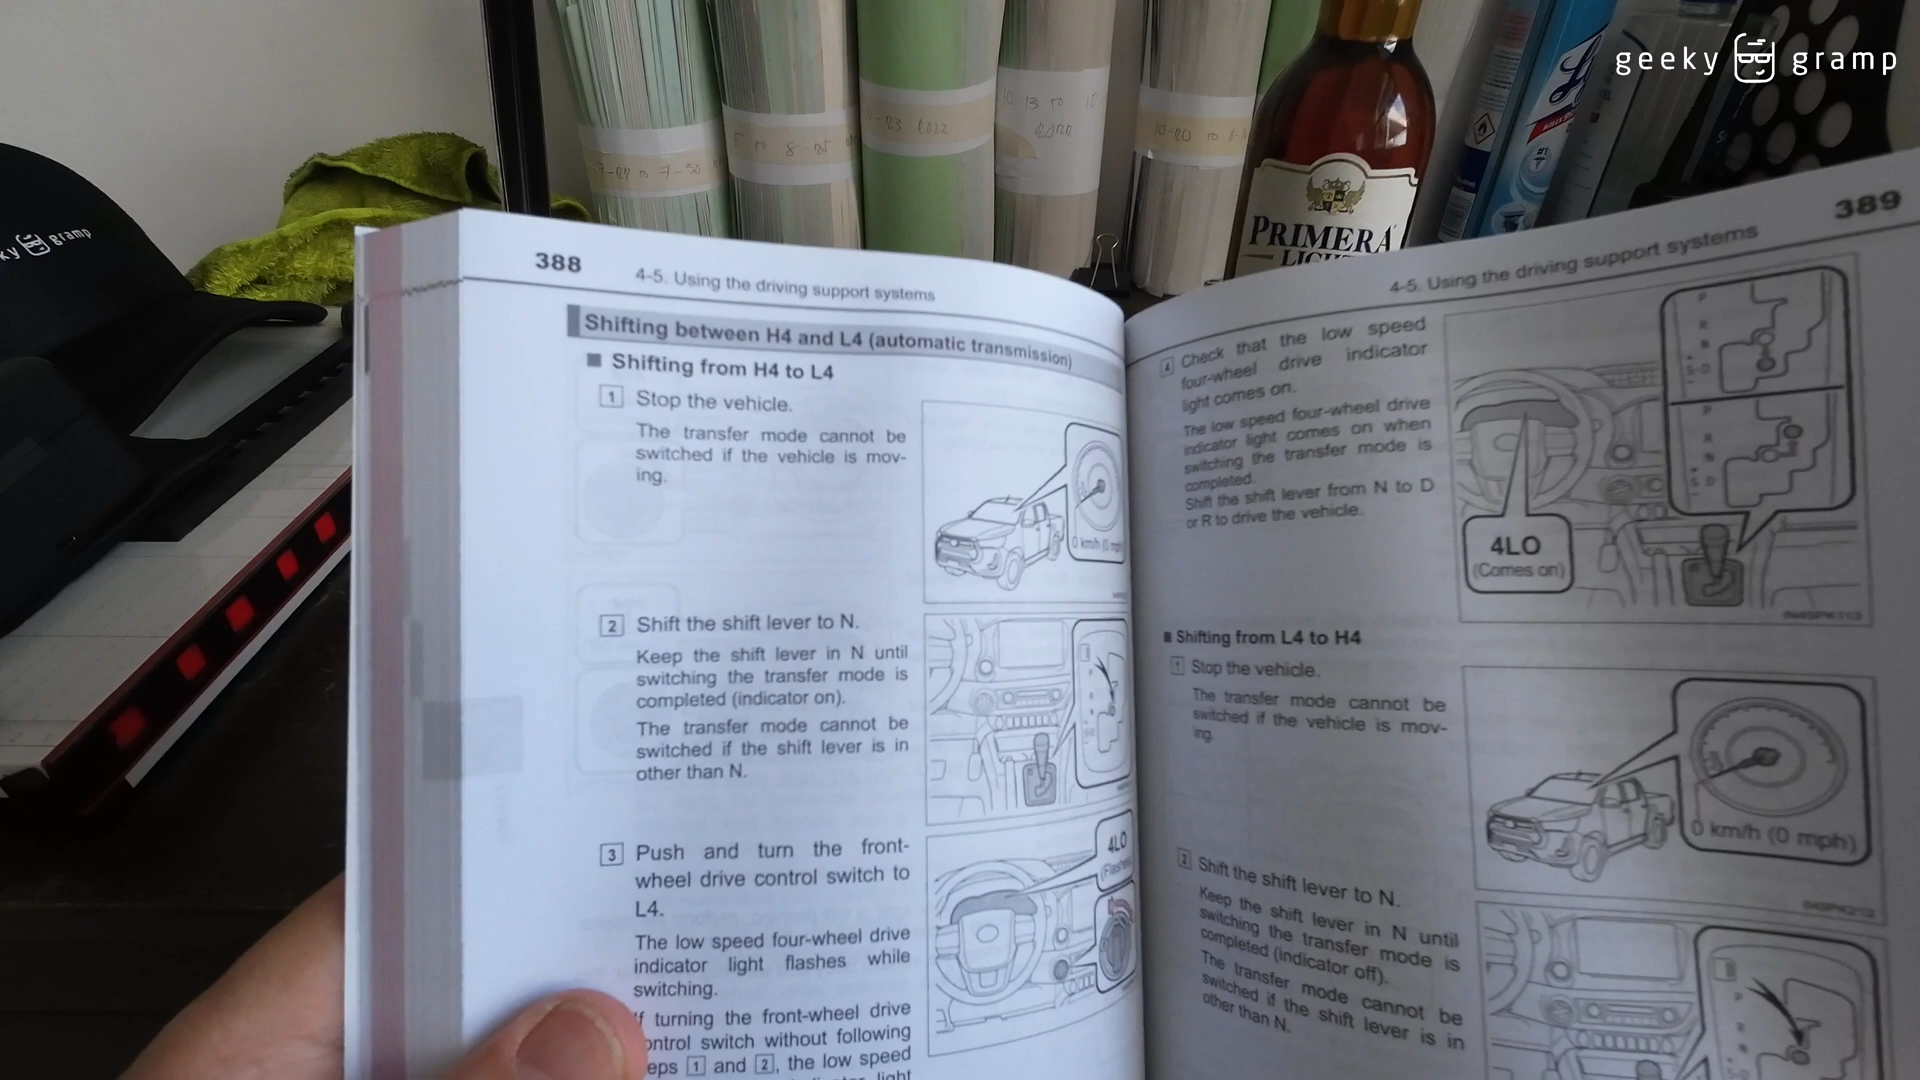 geeky gramp
gramp
10-20 TO
PRIMERA
388
4-5. Using the driving support systems
Shifting between H4 and L4 (automatic transmission)
■ Shifting from H4 to L4
1 Stop the vehicle.
The transfer mode cannot be
switched if the vehicle is mov-
ing.
0 km/h (0 mph)
2 Shift the shift lever to N.
Keep the shift lever in N until
switching the transfer mode is
completed (indicator on).
The transfer mode cannot be
switched if the shift lever is in
other than N.
3 Push and turn the front-
wheel drive control switch to
L4.
The low speed four-wheel drive
indicator light flashes while
switching.
turning the front-wheel drive
control switch without following
1 and 2, the low speed
light
4LO
389
4-5. Using the driving support systems
4 Check that the low speed
four-wheel drive indicator
light comes on.
The low speed four-wheel drive
indicator light comes on when
switching the transfer mode is
completed.
Shift the shift lever from N to D
or R to drive the vehicle.
4LO
(Comes on)
■ Shifting from L4 to H4
1 Stop the vehicle.
The transfer mode cannot be
switched if the vehicle is mov-
ing.
0 km/h (0 mph)
2 Shift the shift lever to N.
Keep the shift lever in N until
switching the transfer mode is
completed (indicator off).
The transfer mode cannot be
switched if the shift lever is in
other than N.